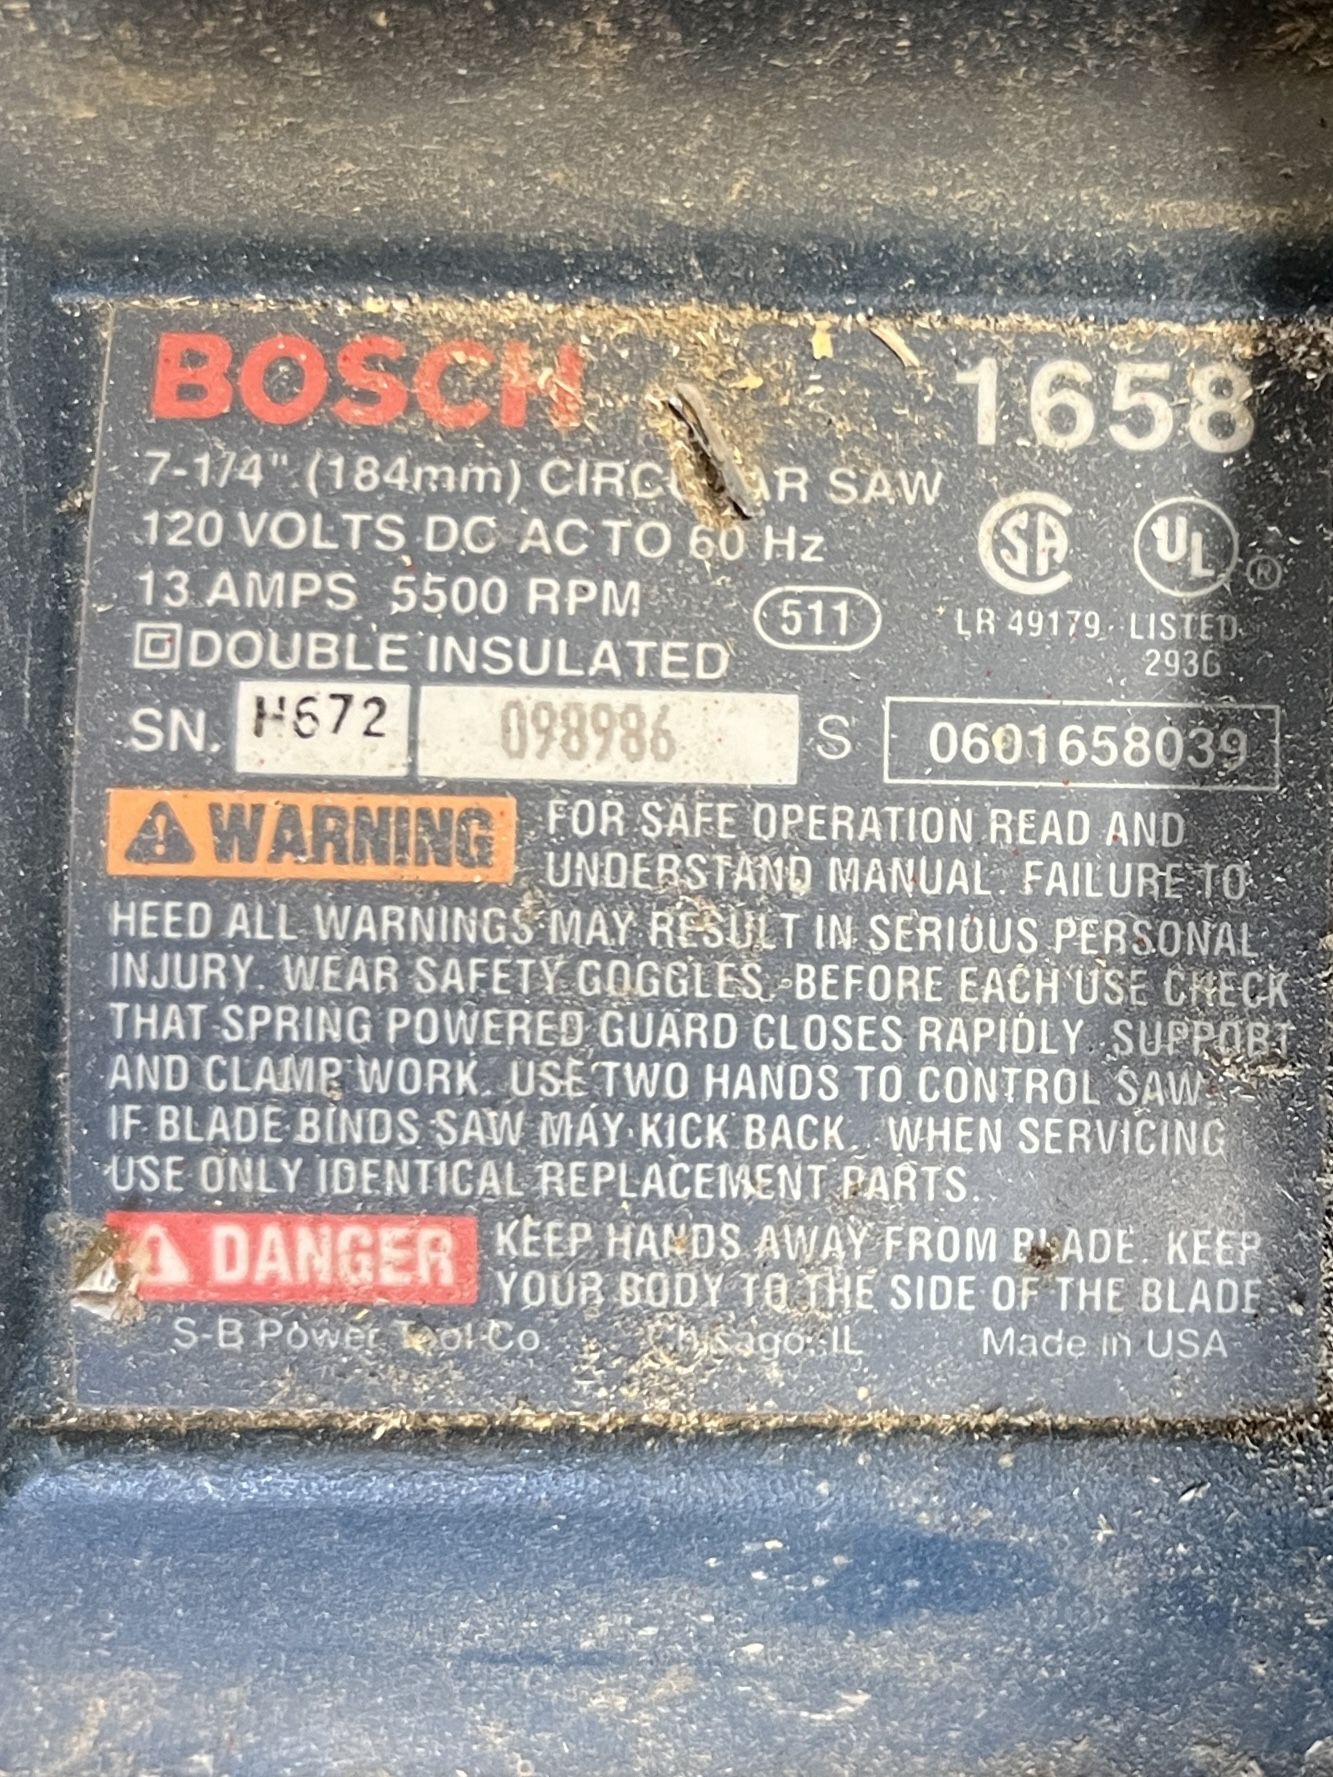 BOSCH 1658
7-1/4" (184mm) CIRCULAR SAW
120 VOLTS DC AC TO 60 Hz
13 AMPS 5500 RPM
511
DOUBLE INSULATED
SA UL ®
LR 49179 LISTED
293G
SN. H672 098986 S 0601658039
WARNING FOR SAFE OPERATION READ AND
UNDERSTAND MANUAL. FAILURE TO
HEED ALL WARNINGS MAY RESULT IN SERIOUS PERSONAL
INJURY. WEAR SAFETY GOGGLES. BEFORE EACH USE CHECK
THAT SPRING POWERED GUARD CLOSES RAPIDLY. SUPPORT
AND CLAMP WORK. USE TWO HANDS TO CONTROL SAW.
IF BLADE BINDS SAW MAY KICK BACK. WHEN SERVICING
USE ONLY IDENTICAL REPLACEMENT PARTS.
DANGER KEEP HANDS AWAY FROM BLADE. KEEP
YOUR BODY TO THE SIDE OF THE BLADE.
S-B Power Tool Co. Chicago, IL Made in USA